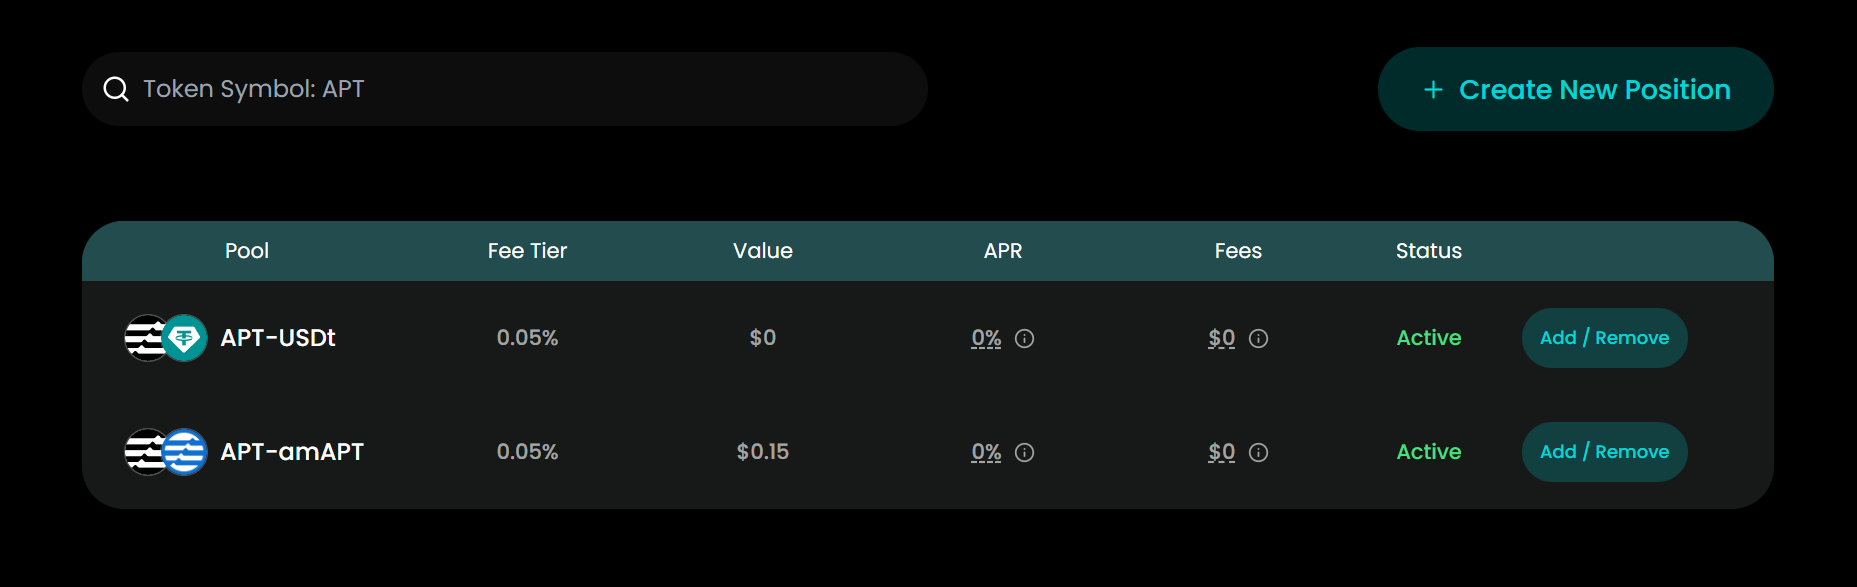 Token Symbol: APT
+ Create New Position
Pool Fee Tier Value APR Fees Status
APT-USDt 0.05% $0 0% $0 Active Add / Remove
APT-amAPT 0.05% $0.15 0% $0 Active Add / Remove